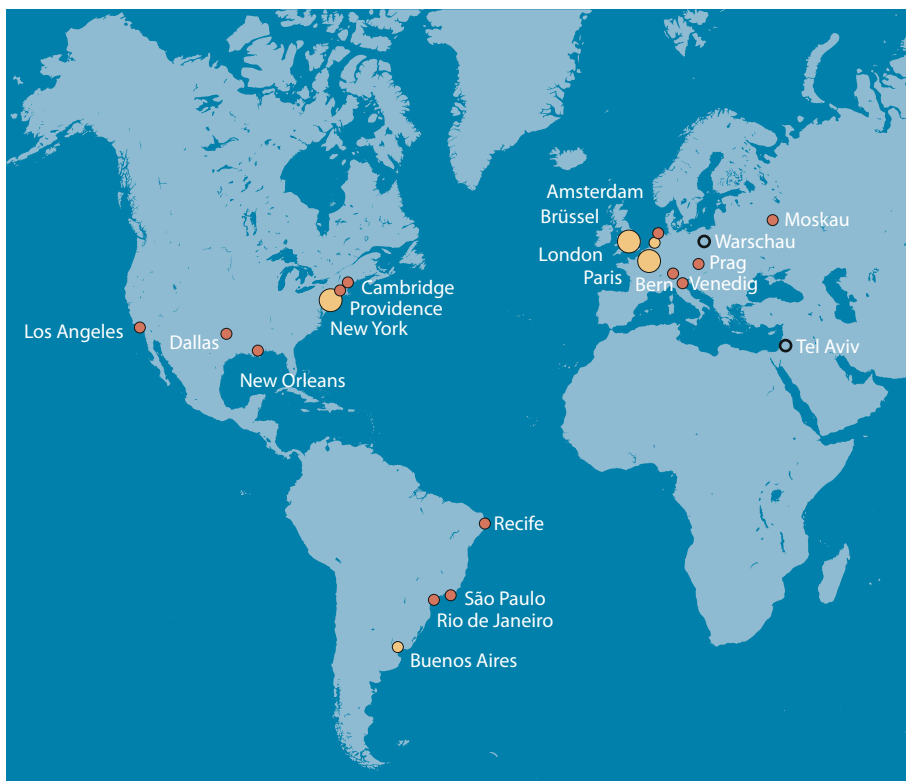 Amsterdam
Brüssel
Moskau
Warschau
London
Prag
Paris
Bern
Venedig
Cambridge
Providence
New York
Los Angeles
Dallas
Tel Aviv
New Orleans
Recife
São Paulo
Rio de Janeiro
Buenos Aires